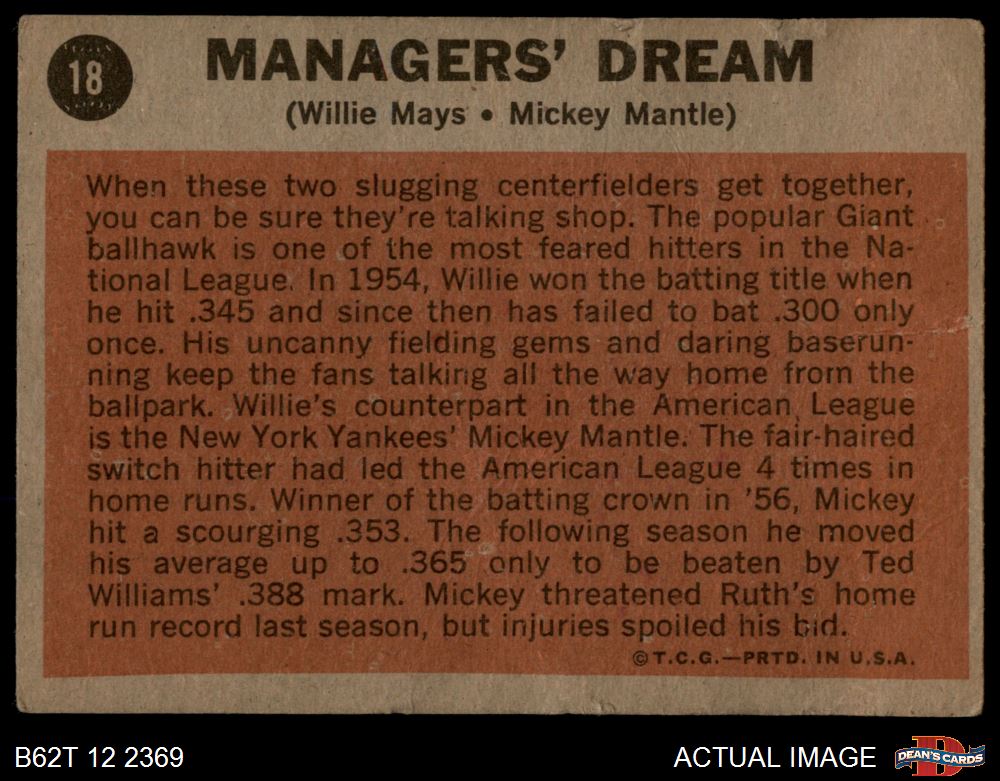 18
MANAGERS' DREAM
(Willie Mays • Mickey Mantle)
When these two slugging centerfielders get together,
you can be sure they're talking shop. The popular Giant
ballhawk is one of the most feared hitters in the Na-
tional League. In 1954, Willie won the batting title when
he hit .345 and since then has failed to bat .300 only
once. His uncanny fielding gems and daring baserun-
ning keep the fans talking all the way home from the
ballpark. Willie's counterpart in the American League
is the New York Yankees' Mickey Mantle. The fair-haired
switch hitter had led the American League 4 times in
home runs. Winner of the batting crown in '56, Mickey
hit a scourging .353. The following season he moved
his average up to .365 only to be beaten by Ted
Williams' .388 mark. Mickey threatened Ruth's home
run record last season, but injuries spoiled his bid.
©T.C.G.—PRTD. IN U.S.A.
B62T 12 2369
ACTUAL IMAGE
D
DEAN'S CARDS